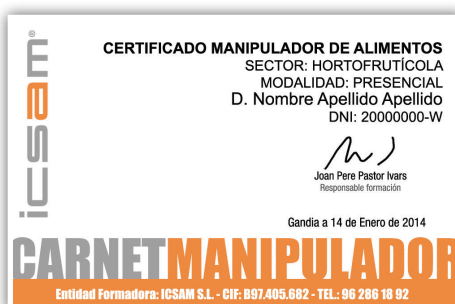 icsam®
CERTIFICADO MANIPULADOR DE ALIMENTOS
SECTOR: HORTOFRUTÍCOLA
MODALIDAD: PRESENCIAL
D. Nombre Apellido Apellido
DNI: 20000000-W
Joan Pere Pastor Ivars
Responsable formación
Gandia a 14 de Enero de 2014
CARNETMANIPULADOR
Entidad Formadora: ICSAM S.L. - CIF: B97.405.682 - TEL.: 96 286 18 92